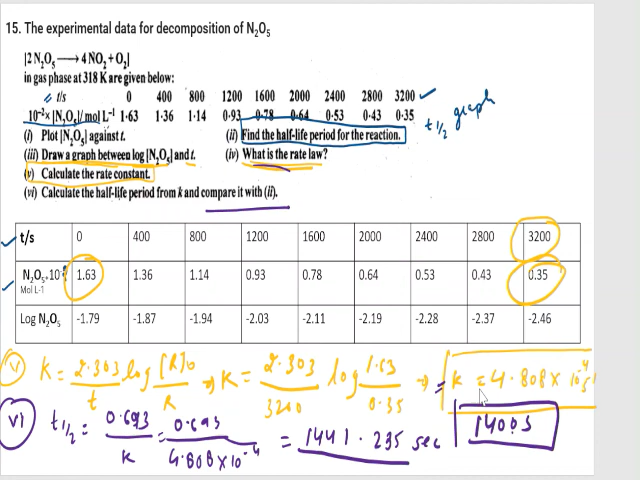 15. The experimental data for decomposition of N₂O₅
|2 N₂O₅ ⟶ 4 NO₂ + O₂|
in gas phase at 318 K are given below:
t/s 0 400 800 1200 1600 2000 2400 2800 3200
10⁻²× |N₂O₅|/mol L⁻¹ 1·63 1·36 1·14 0·93 0·78 0·64 0·53 0·43 0·35
t 1/2 graph
(i) Plot |N₂O₅| against t. (ii) Find the half-life period for the reaction.
(iii) Draw a graph between log |N₂O₅| and t. (iv) What is the rate law?
(v) Calculate the rate constant.
(vi) Calculate the half-life period from k and compare it with (ii).
t/s 0 400 800 1200 1600 2000 2400 2800 3200
N₂O₅*10⁻² 1.63 1.36 1.14 0.93 0.78 0.64 0.53 0.43 0.35
Mol L-1
Log N₂O₅ -1.79 -1.87 -1.94 -2.03 -2.11 -2.19 -2.28 -2.37 -2.46
v) k = 2.303/t log [R]0/R → k = 2.303/3200 log 1.63/0.35 → k = 4.808 × 10⁻⁴ s⁻¹
vi) t1/2 = 0.693/k = 0.693/4.808×10⁻⁴ = 1441.235 sec 1400s